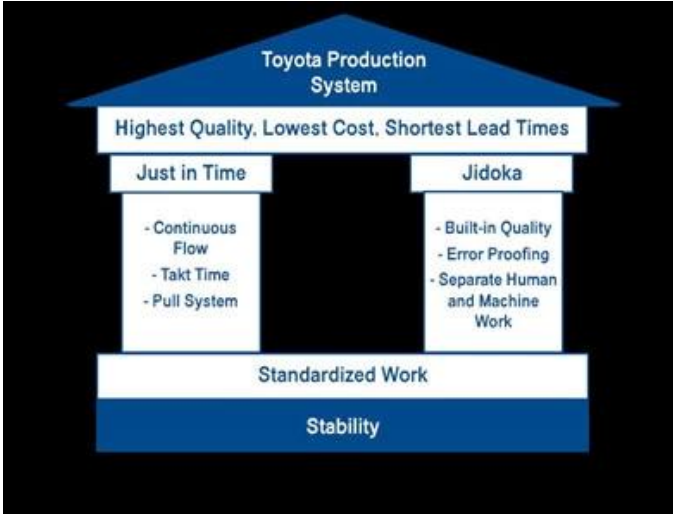 Toyota Production
System
Highest Quality, Lowest Cost, Shortest Lead Times
Just in Time
- Continuous
Flow
- Takt Time
- Pull System
Jidoka
- Built-in Quality
- Error Proofing
- Separate Human
and Machine
Work
Standardized Work
Stability